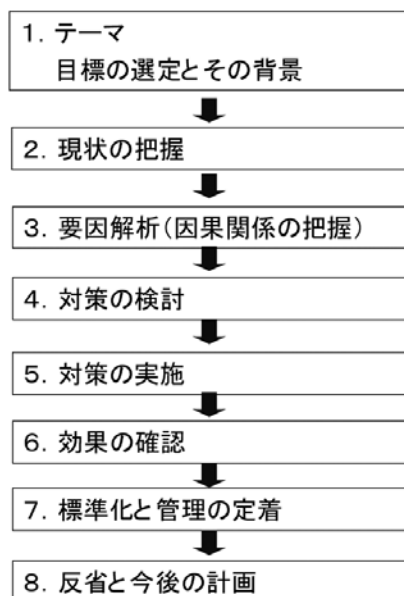 1. テーマ
目標の選定とその背景
2. 現状の把握
3. 要因解析(因果関係の把握)
4. 対策の検討
5. 対策の実施
6. 効果の確認
7. 標準化と管理の定着
8. 反省と今後の計画